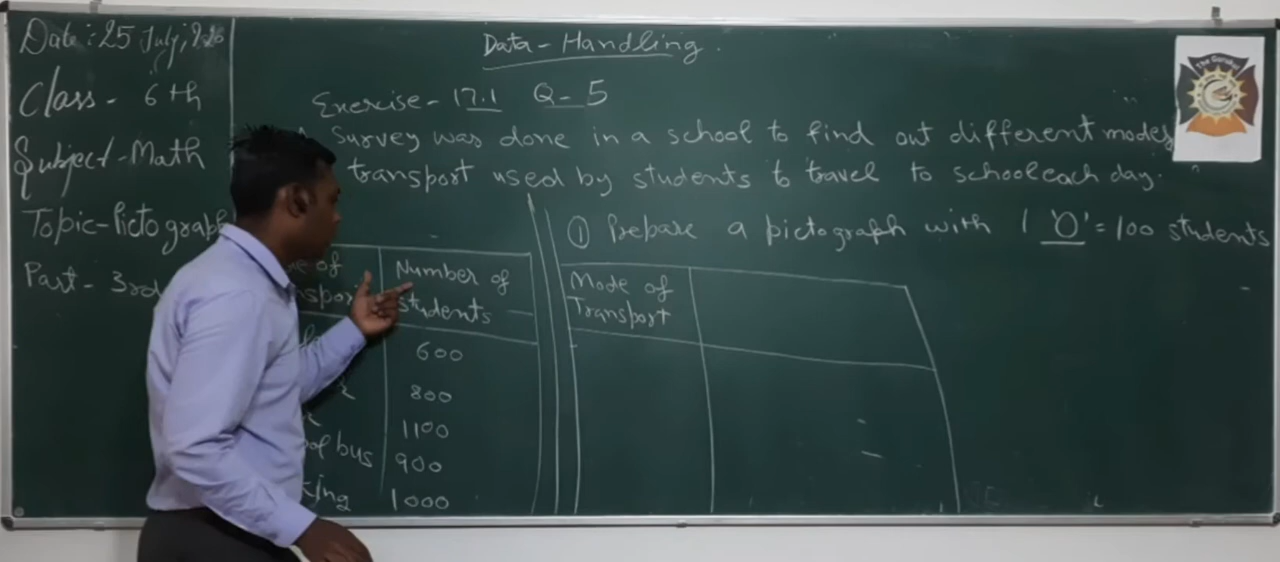 Date: 25 July, 2020
Class - 6th
Subject - Math
Topic - Pictograph
Part - 3rd
Data - Handling.
Exercise - 17.1 Q - 5
survey was done in a school to find out different modes
transport used by students to travel to school each day.
of
Number of
students
600
800
1100
bus 900
1000
① Prepare a pictograph with 1 'O' = 100 students
Mode of
Transport
The Gurukul